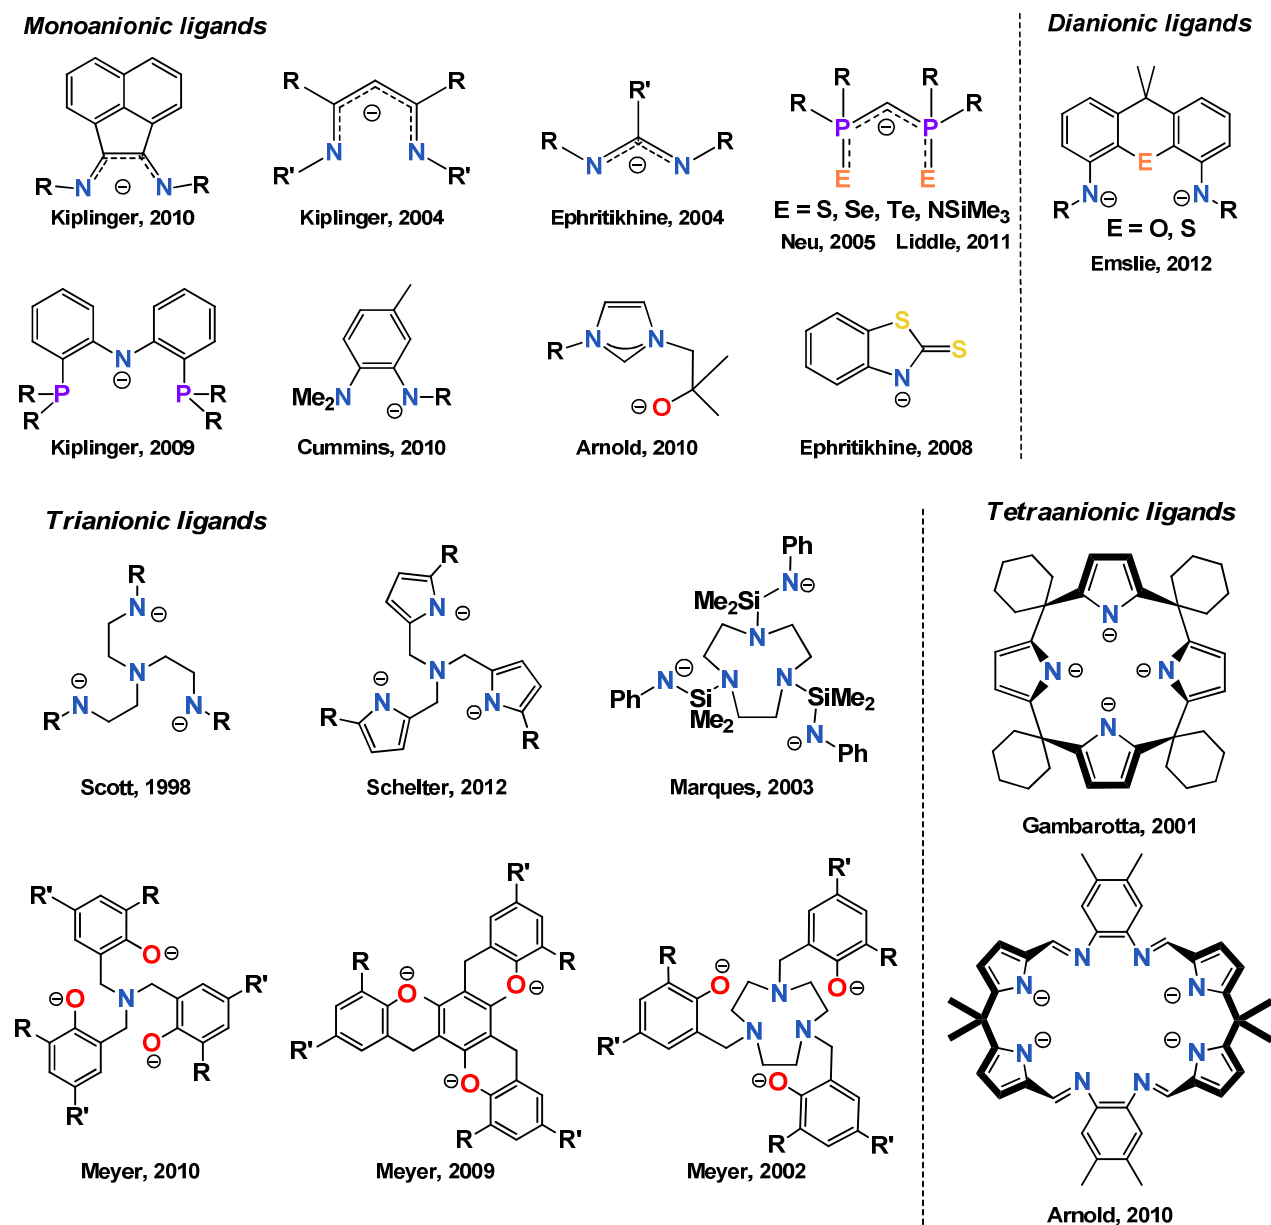 Monoanionic ligands
Dianionic ligands
R N ⊖ N R
Kiplinger, 2010
R R
⊖
N N
R' R'
Kiplinger, 2004
R'
R N ⊖ N R
Ephritikhine, 2004
R R
R R
P ⊖ P
E E
E = S, Se, Te, NSiMe3
Neu, 2005 Liddle, 2011
E
N⊖ ⊖N
R R
E = O, S
Emslie, 2012
N
⊖
R P P R
R R
Kiplinger, 2009
Me2N N R
⊖
Cummins, 2010
N N
R
⊖ O
Arnold, 2010
S
S
N
⊖
Ephritikhine, 2008
Trianionic ligands
Tetraanionic ligands
R
N ⊖
N
⊖
N N
R ⊖ R
Scott, 1998
R
⊖
N
N
N
⊖ ⊖ N
R
R
Schelter, 2012
Ph
N⊖
Me2Si
N
⊖
N N N
Ph Si SiMe2
Me2
⊖ N Ph
Marques, 2003
N
⊖
N ⊖ ⊖ N
⊖
N
Gambarotta, 2001
R' R
O⊖
⊖
O N R'
R O
⊖
R
R'
Meyer, 2010
R'
R ⊖ R
O O⊖
R'
⊖O
R R'
Meyer, 2009
R'
R ⊖ R
O O⊖
N
N N
R'
⊖O
R R'
Meyer, 2002
N N
N N
⊖ ⊖
⊖ ⊖
N N
N N
Arnold, 2010